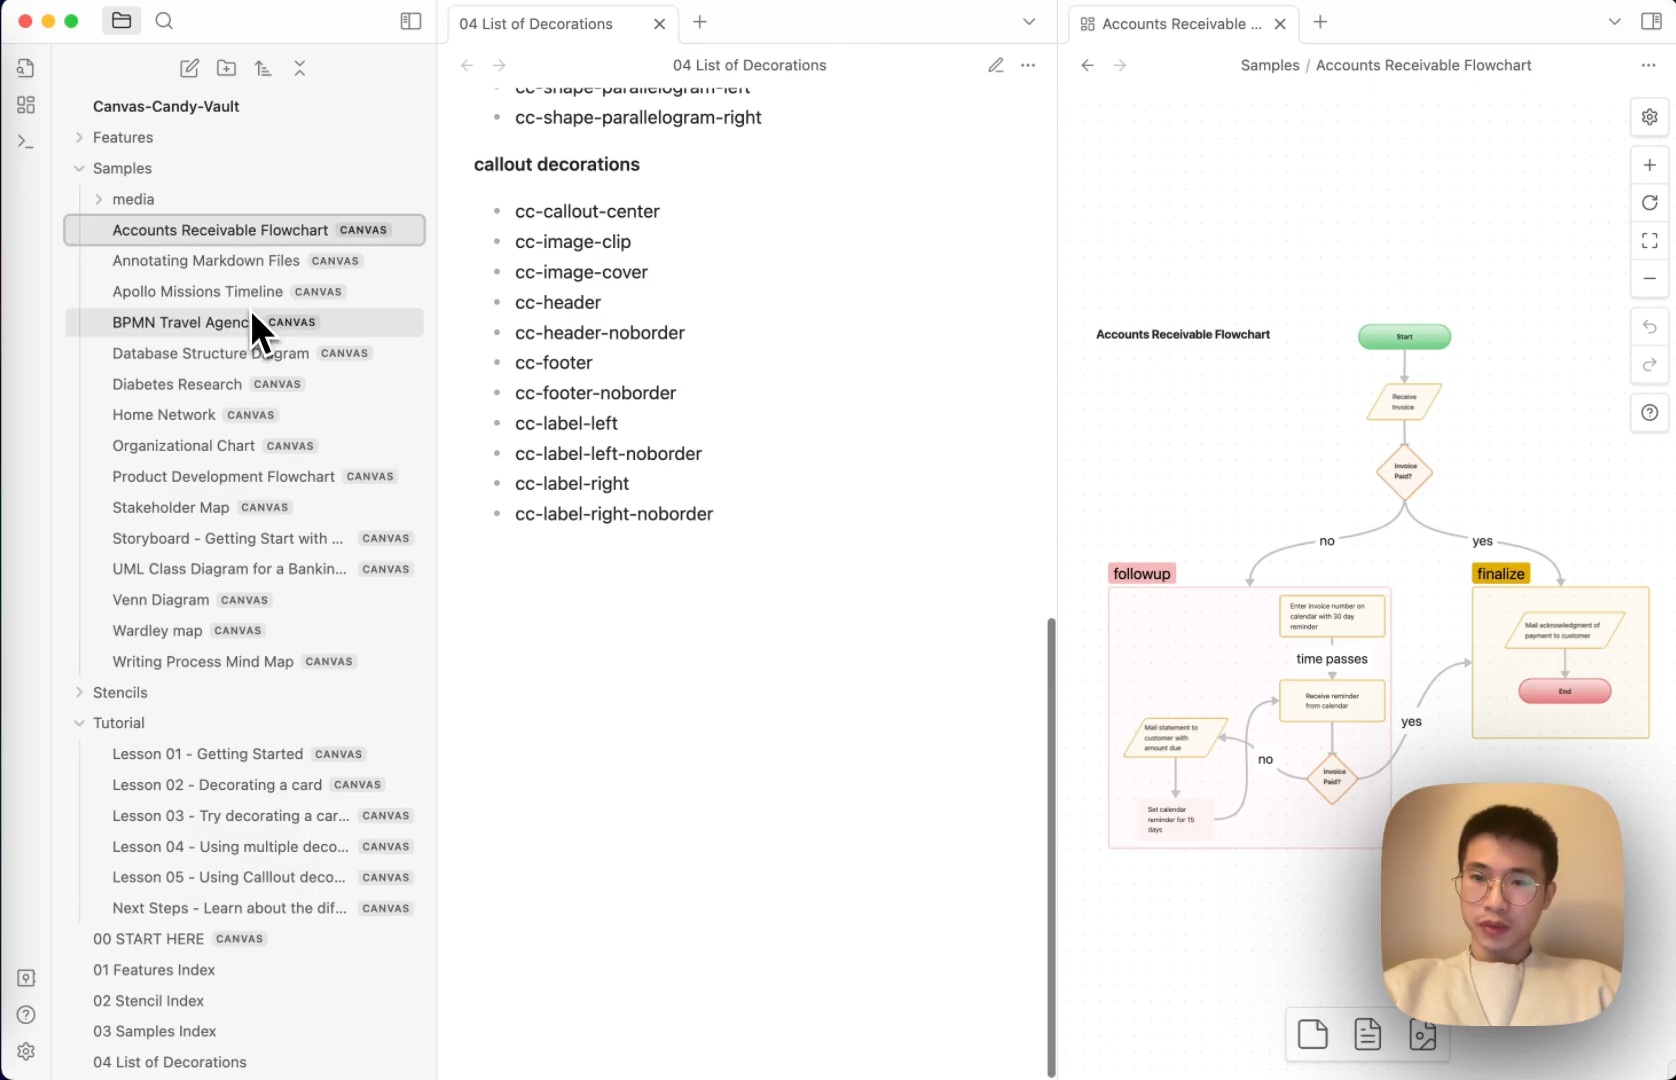 04 List of Decorations
Accounts Receivable ...
04 List of Decorations
Samples / Accounts Receivable Flowchart
Canvas-Candy-Vault
Features
Samples
media
Accounts Receivable Flowchart CANVAS
Annotating Markdown Files CANVAS
Apollo Missions Timeline CANVAS
BPMN Travel Agenc CANVAS
Database Structure Diagram CANVAS
Diabetes Research CANVAS
Home Network CANVAS
Organizational Chart CANVAS
Product Development Flowchart CANVAS
Stakeholder Map CANVAS
Storyboard - Getting Start with ... CANVAS
UML Class Diagram for a Bankin... CANVAS
Venn Diagram CANVAS
Wardley map CANVAS
Writing Process Mind Map CANVAS
Stencils
Tutorial
Lesson 01 - Getting Started CANVAS
Lesson 02 - Decorating a card CANVAS
Lesson 03 - Try decorating a car... CANVAS
Lesson 04 - Using multiple deco... CANVAS
Lesson 05 - Using Calllout deco... CANVAS
Next Steps - Learn about the dif... CANVAS
00 START HERE CANVAS
01 Features Index
02 Stencil Index
03 Samples Index
04 List of Decorations
cc-shape-parallelogram-left
cc-shape-parallelogram-right
callout decorations
cc-callout-center
cc-image-clip
cc-image-cover
cc-header
cc-header-noborder
cc-footer
cc-footer-noborder
cc-label-left
cc-label-left-noborder
cc-label-right
cc-label-right-noborder
Accounts Receivable Flowchart
Start
Receive
Invoice
Invoice
Paid?
no
yes
followup
finalize
Enter invoice number on
calendar with 30 day
reminder
time passes
Receive reminder
from calendar
Mail statement to
customer with
amount due
no
Invoice
Paid?
yes
Set calendar
reminder for 15
days
Mail acknowledgment of
payment to customer
End